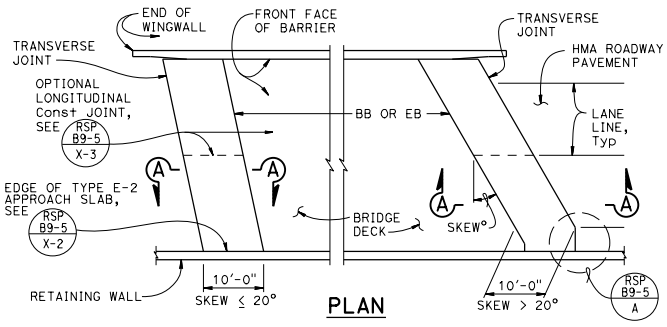 END OF
WINGWALL
FRONT FACE
OF BARRIER
TRANSVERSE
JOINT
TRANSVERSE
JOINT
HMA ROADWAY
PAVEMENT
OPTIONAL
LONGITUDINAL
Const JOINT,
SEE
RSP
B9-5
X-3
BB OR EB
LANE
LINE,
Typ
A
A
A
A
EDGE OF TYPE E-2
APPROACH SLAB,
SEE
RSP
B9-5
X-2
BRIDGE
DECK
SKEW°
RETAINING WALL
10'-0"
SKEW ≤ 20°
PLAN
10'-0"
SKEW > 20°
RSP
B9-5
A